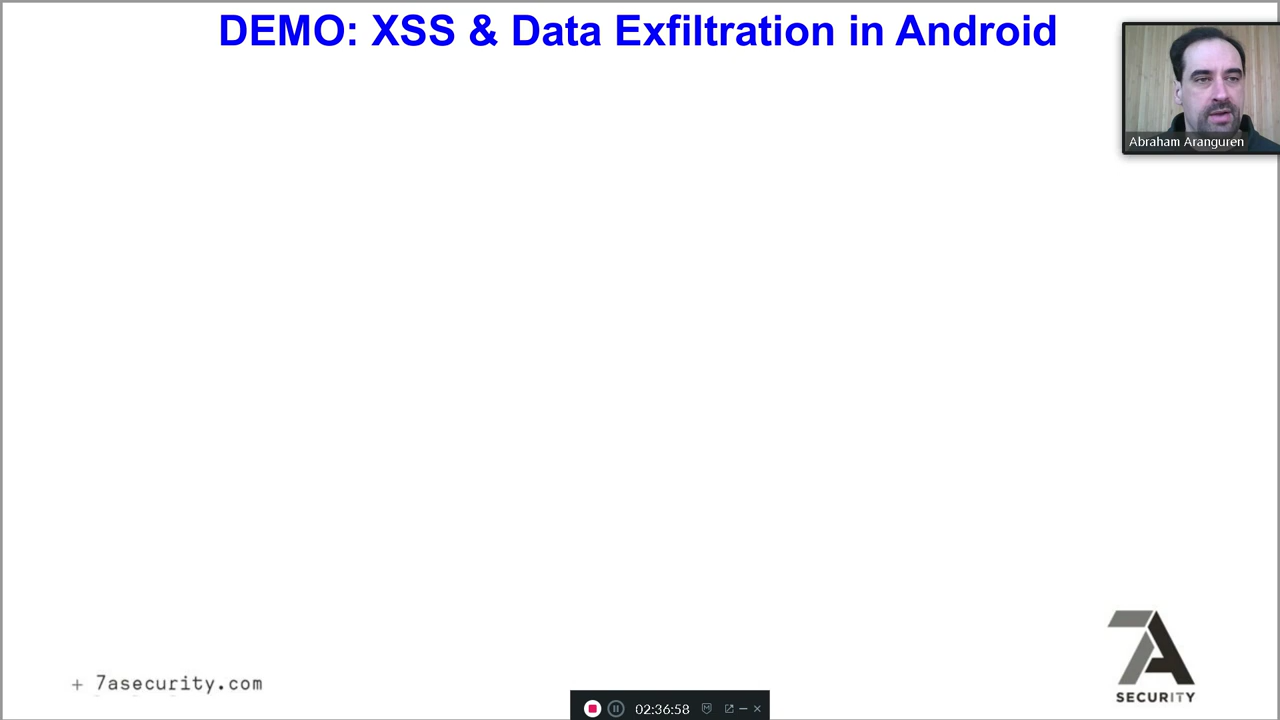 DEMO: XSS & Data Exfiltration in Android
Abraham Aranguren
+ 7asecurity.com
7A
SECURITY
02:36:58